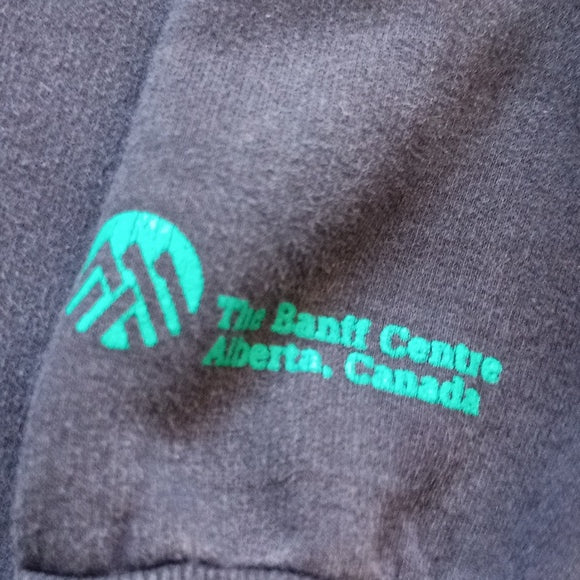 The Banff Centre
Alberta, Canada